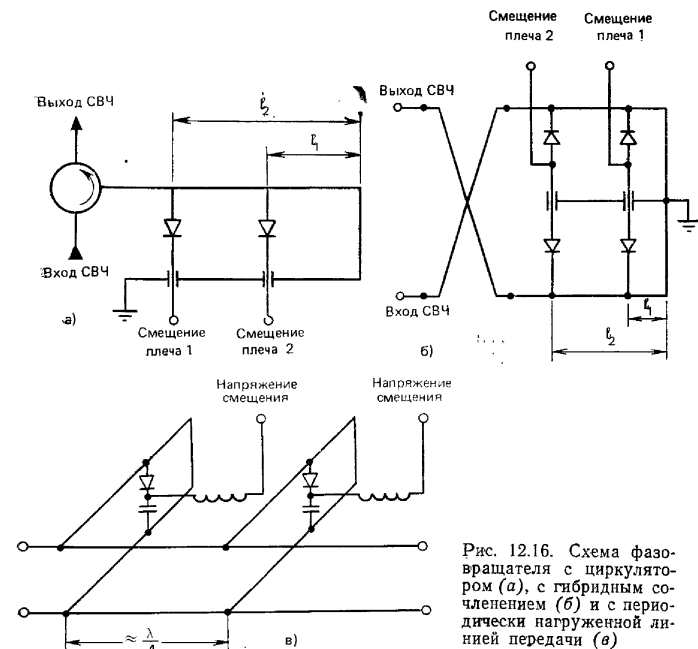 Выход СВЧ
Вход СВЧ
ℓ₂
ℓ₁
Смещение
плеча 1
Смещение
плеча 2
а)
Смещение
плеча 2
Смещение
плеча 1
Выход СВЧ
Вход СВЧ
ℓ₁
ℓ₂
б)
Напряжение
смещения
Напряжение
смещения
≈ λ/4
в)
Рис. 12.16. Схема фазо-
вращателя с циркулято-
ром (а), с гибридным со-
членением (б) и с перио-
дически нагруженной ли-
нией передачи (в)